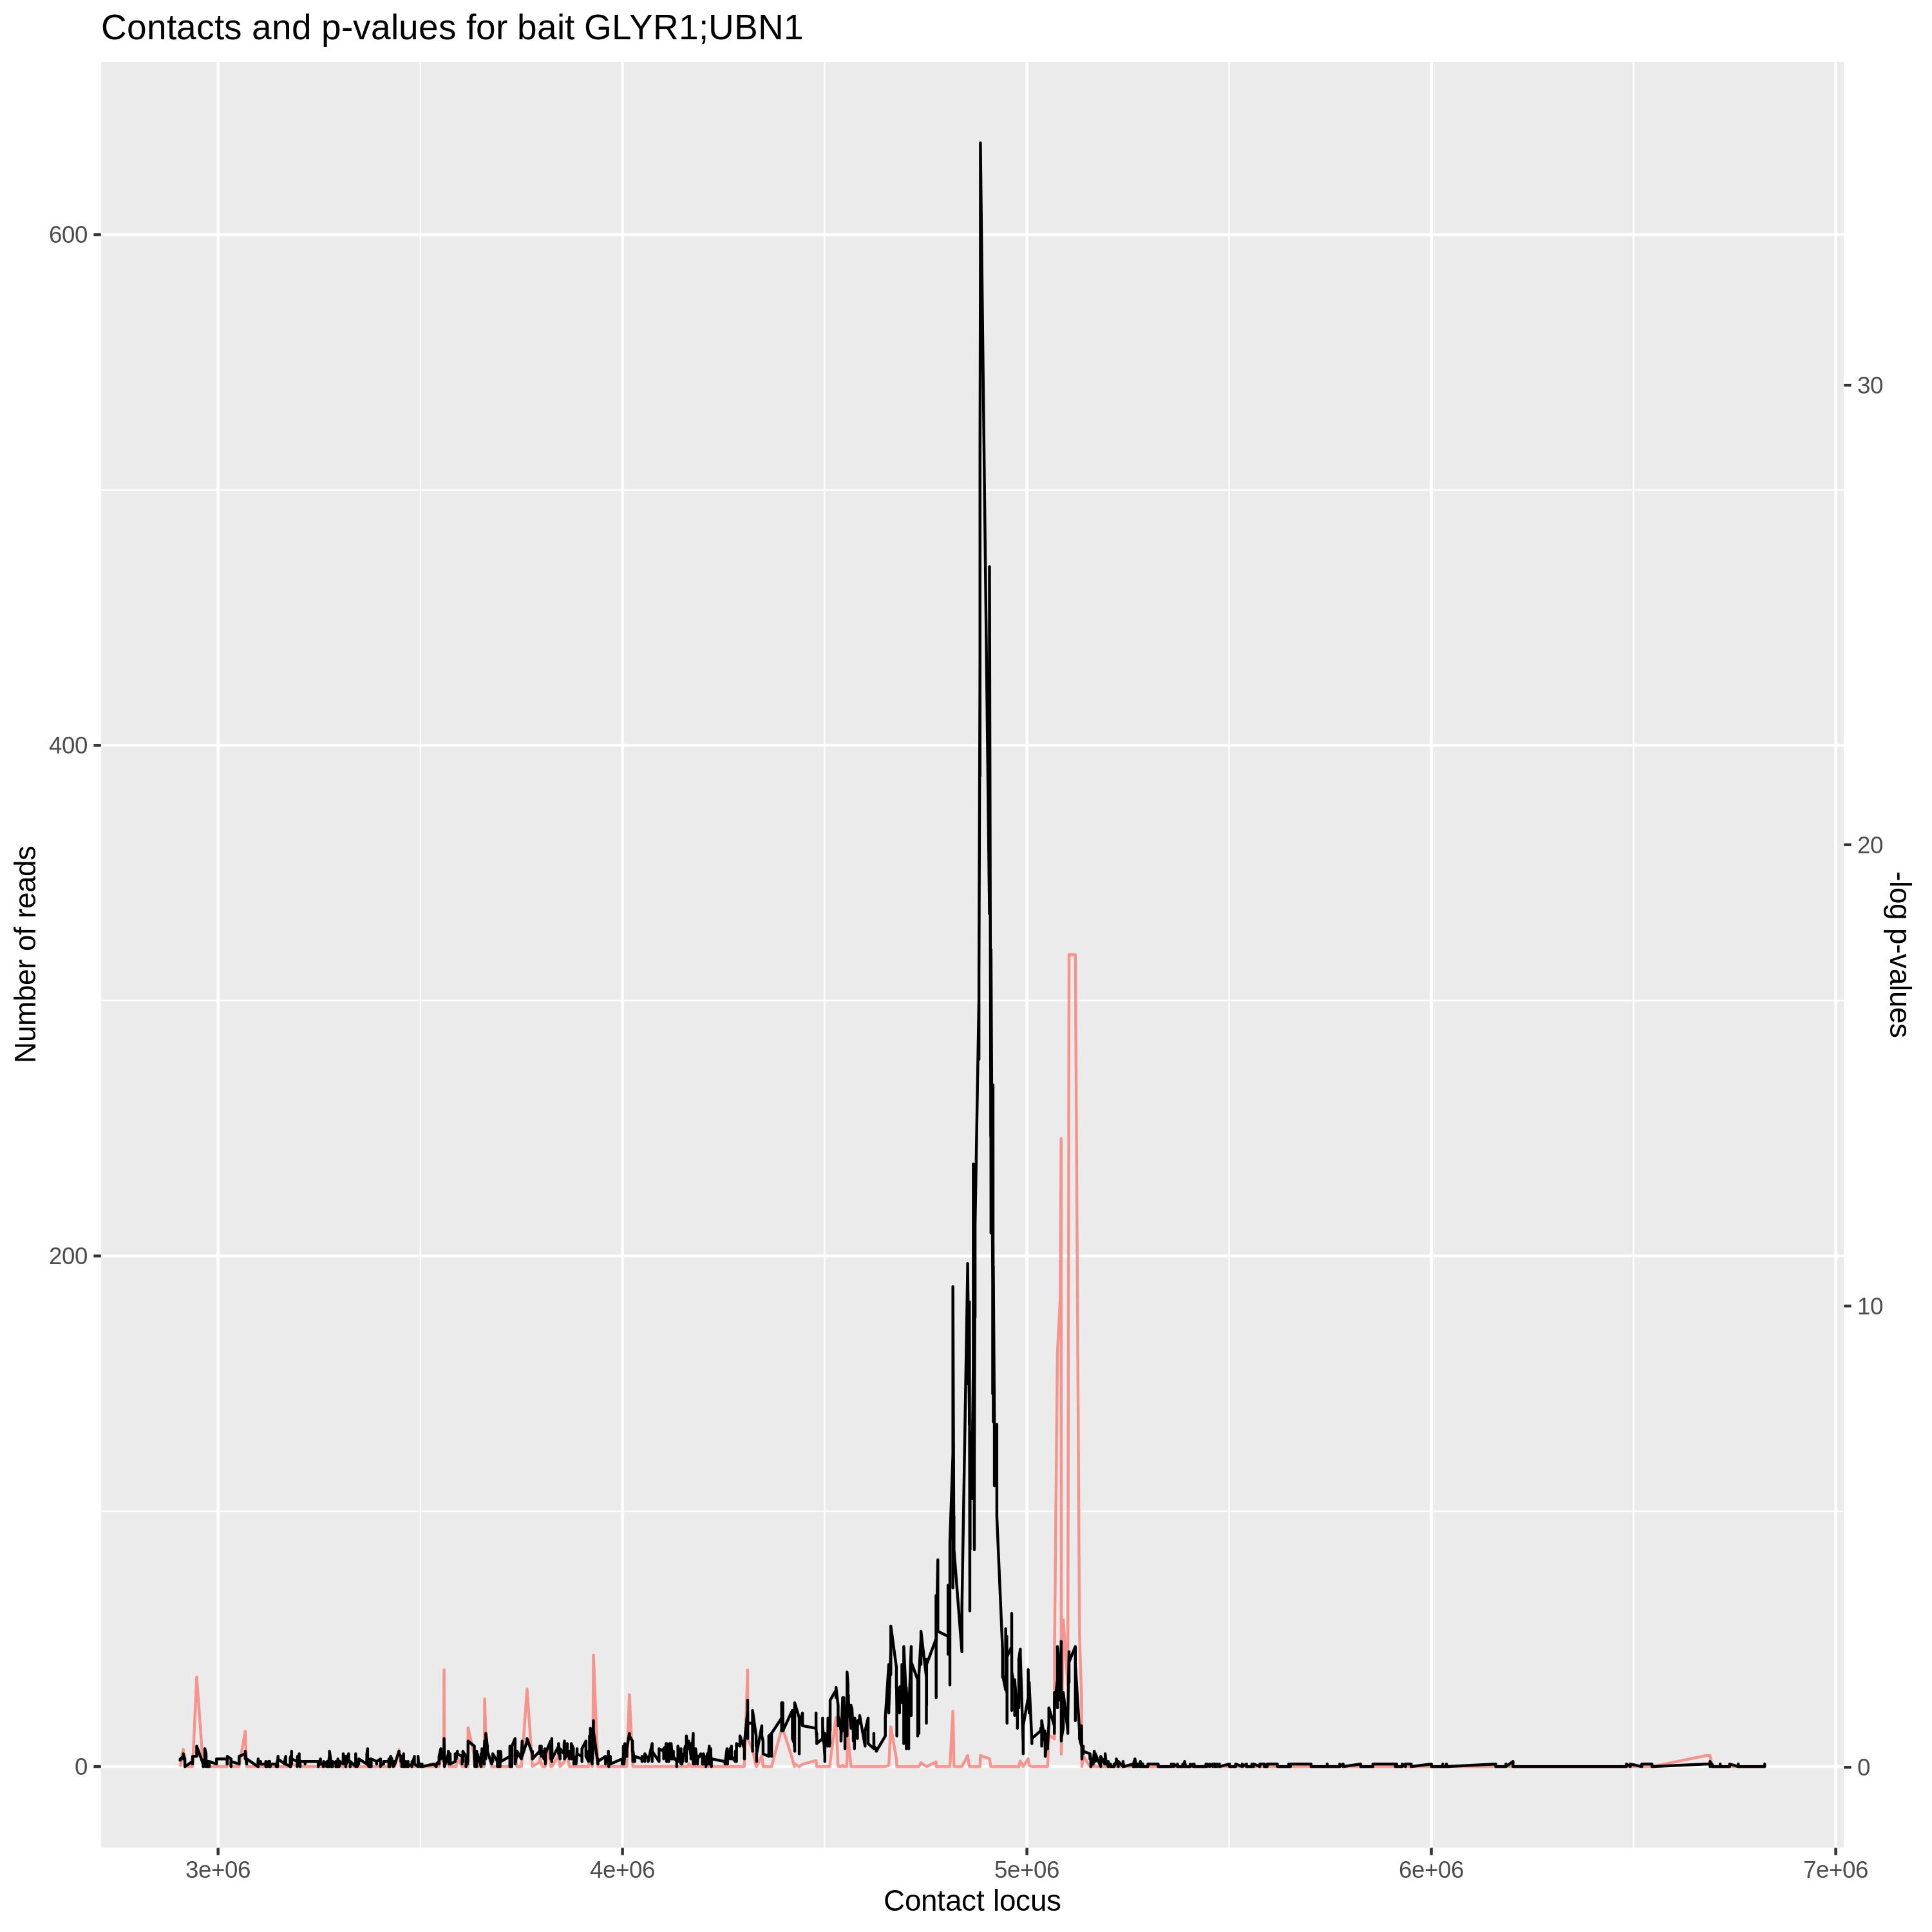 Contacts and p-values for bait GLYR1;UBN1
600
400
200
0
Number of reads
30
20
10
0
-log p-values
3e+06
4e+06
5e+06
6e+06
7e+06
Contact locus